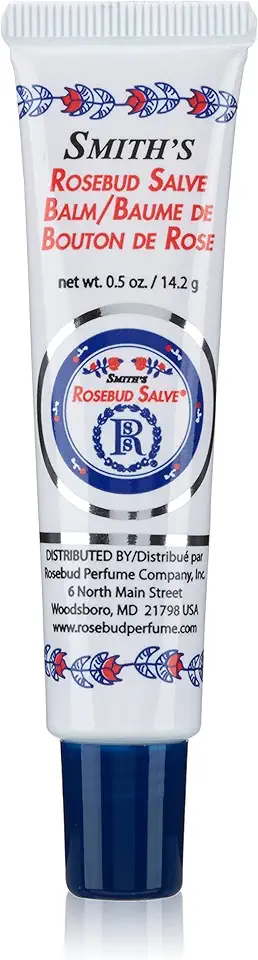 SMITH'S
ROSEBUD SALVE
BALM/BAUME DE
BOUTON DE ROSE
net wt. 0.5 oz. / 14.2 g
SMITH'S
ROSEBUD SALVE®
RS
DISTRIBUTED BY/Distribué par
Rosebud Perfume Company, Inc.
6 North Main Street
Woodsboro, MD 21798 USA
www.rosebudperfume.com